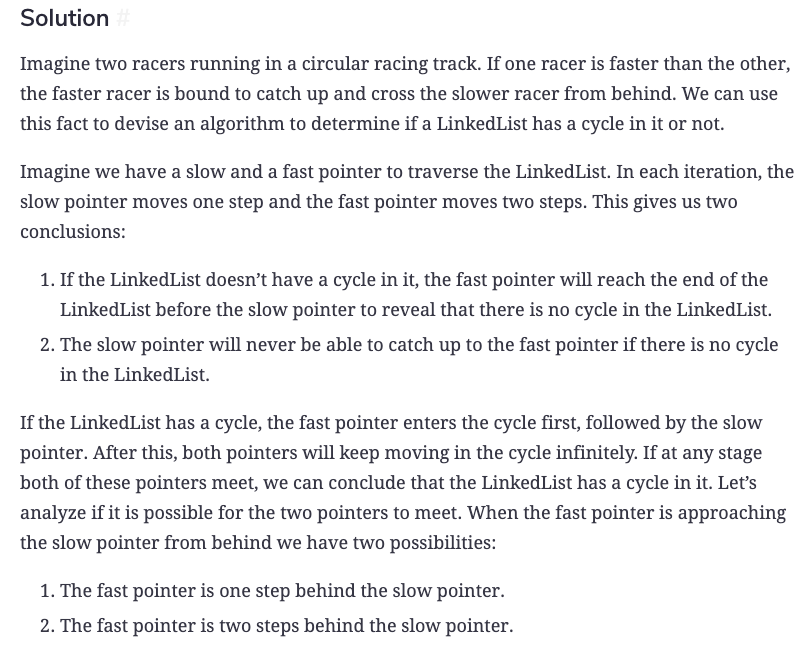 Solution #
Imagine two racers running in a circular racing track. If one racer is faster than the other,
the faster racer is bound to catch up and cross the slower racer from behind. We can use
this fact to devise an algorithm to determine if a LinkedList has a cycle in it or not.
Imagine we have a slow and a fast pointer to traverse the LinkedList. In each iteration, the
slow pointer moves one step and the fast pointer moves two steps. This gives us two
conclusions:
1. If the LinkedList doesn’t have a cycle in it, the fast pointer will reach the end of the
LinkedList before the slow pointer to reveal that there is no cycle in the LinkedList.
2. The slow pointer will never be able to catch up to the fast pointer if there is no cycle
in the LinkedList.
If the LinkedList has a cycle, the fast pointer enters the cycle first, followed by the slow
pointer. After this, both pointers will keep moving in the cycle infinitely. If at any stage
both of these pointers meet, we can conclude that the LinkedList has a cycle in it. Let’s
analyze if it is possible for the two pointers to meet. When the fast pointer is approaching
the slow pointer from behind we have two possibilities:
1. The fast pointer is one step behind the slow pointer.
2. The fast pointer is two steps behind the slow pointer.